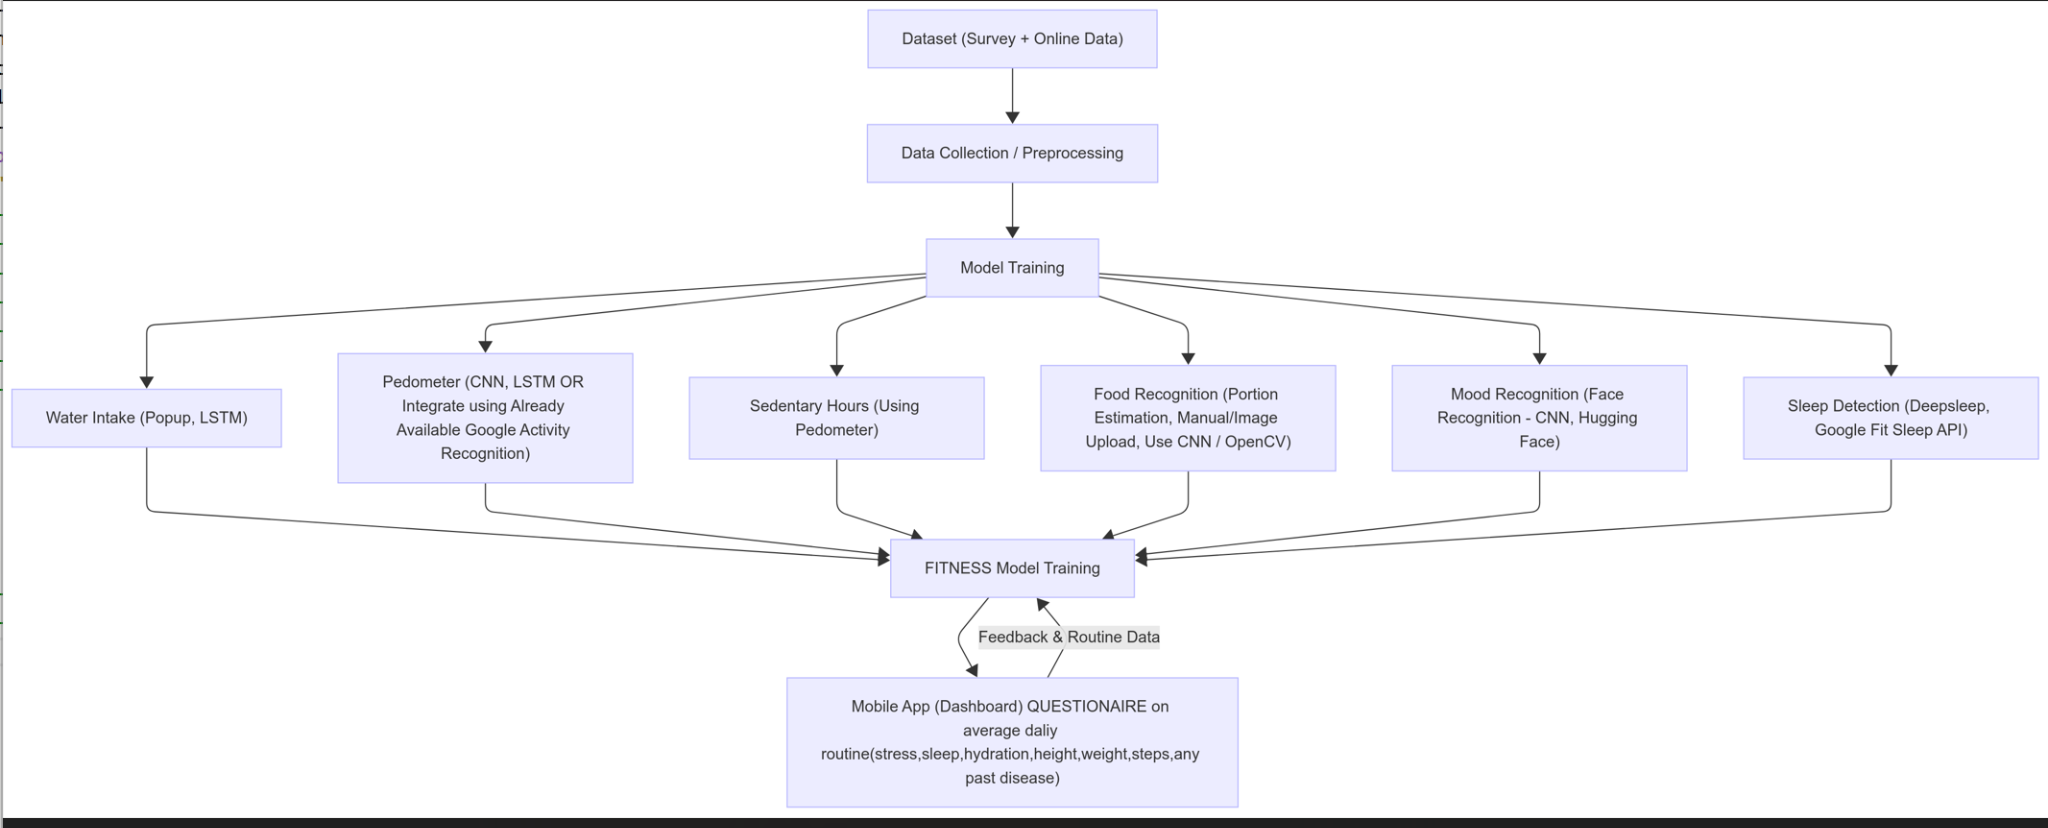 Dataset (Survey + Online Data)
Data Collection / Preprocessing
Model Training
Water Intake (Popup, LSTM)
Pedometer (CNN, LSTM OR
Integrate using Already
Available Google Activity
Recognition)
Sedentary Hours (Using
Pedometer)
Food Recognition (Portion
Estimation, Manual/Image
Upload, Use CNN / OpenCV)
Mood Recognition (Face
Recognition - CNN, Hugging
Face)
Sleep Detection (Deepsleep,
Google Fit Sleep API)
FITNESS Model Training
Feedback & Routine Data
Mobile App (Dashboard) QUESTIONAIRE on
average daliy
routine(stress,sleep,hydration,height,weight,steps,any
past disease)